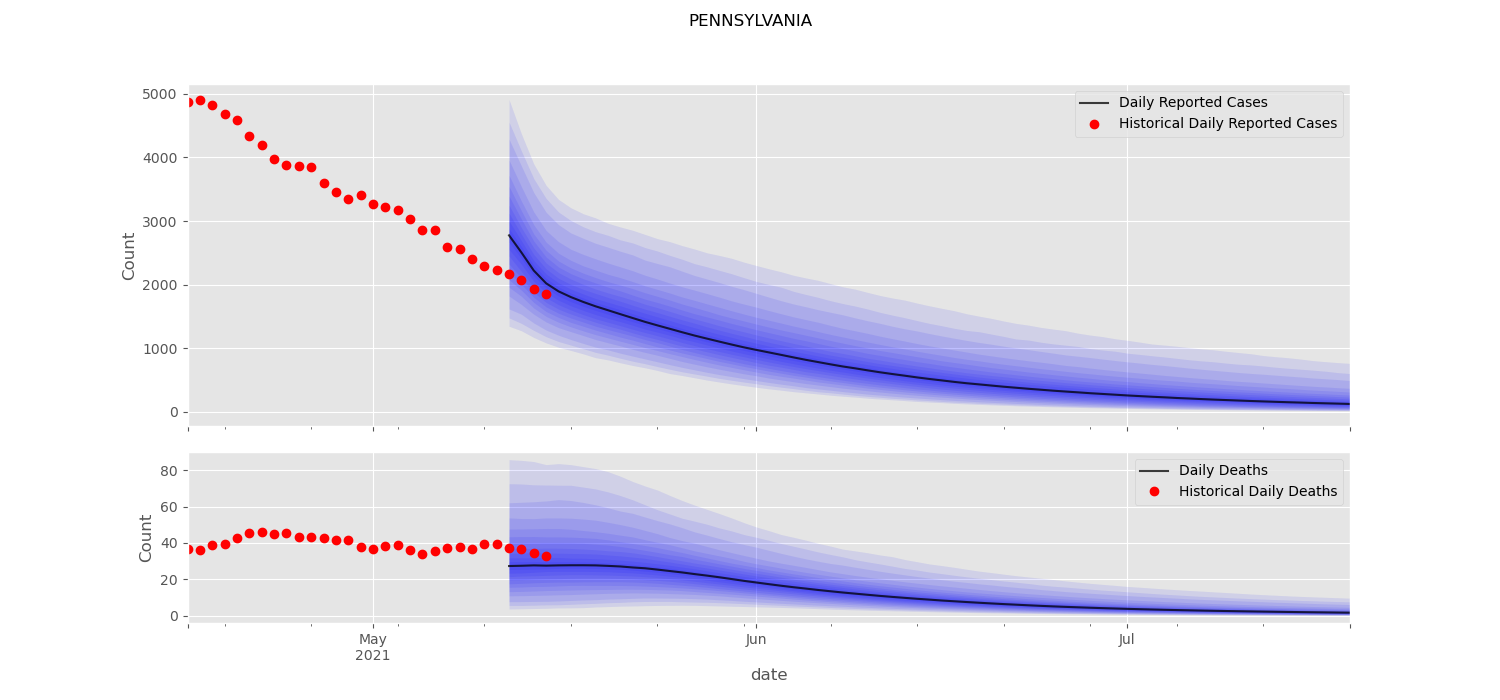 PENNSYLVANIA
5000
4000
3000
2000
1000
0
Count
Daily Reported Cases
Historical Daily Reported Cases
80
60
40
20
0
Count
Daily Deaths
Historical Daily Deaths
May
2021
Jun
Jul
date